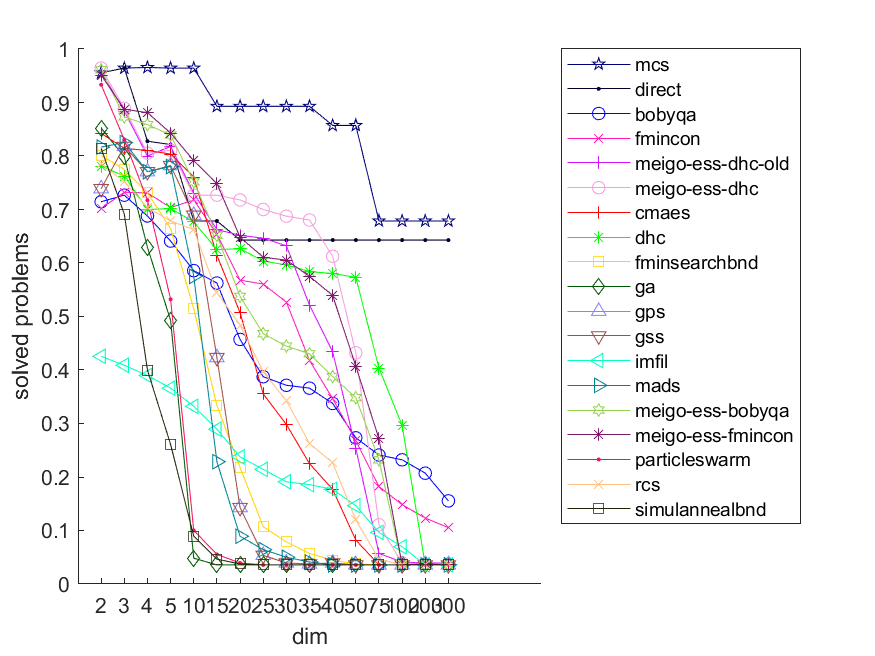 1
0.9
0.8
0.7
0.6
0.5
0.4
0.3
0.2
0.1
0
solved problems
2 3 4 5 10 15 20 25 30 35 40 50 75 100 200 300
dim
mcs
direct
bobyqa
fmincon
meigo-ess-dhc-old
meigo-ess-dhc
cmaes
dhc
fminsearchbnd
ga
gps
gss
imfil
mads
meigo-ess-bobyqa
meigo-ess-fmincon
particleswarm
rcs
simulannealbnd